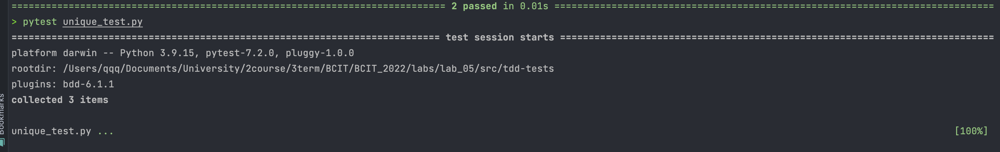 ============================================================================ 2 passed in 0.01s =============================================================================
> pytest unique_test.py
=========================================================================== test session starts ============================================================================
platform darwin -- Python 3.9.15, pytest-7.2.0, pluggy-1.0.0
rootdir: /Users/qqq/Documents/University/2course/3term/BCIT/BCIT_2022/labs/lab_05/src/tdd-tests
plugins: bdd-6.1.1
collected 3 items
unique_test.py ... [100%]
Bookmarks